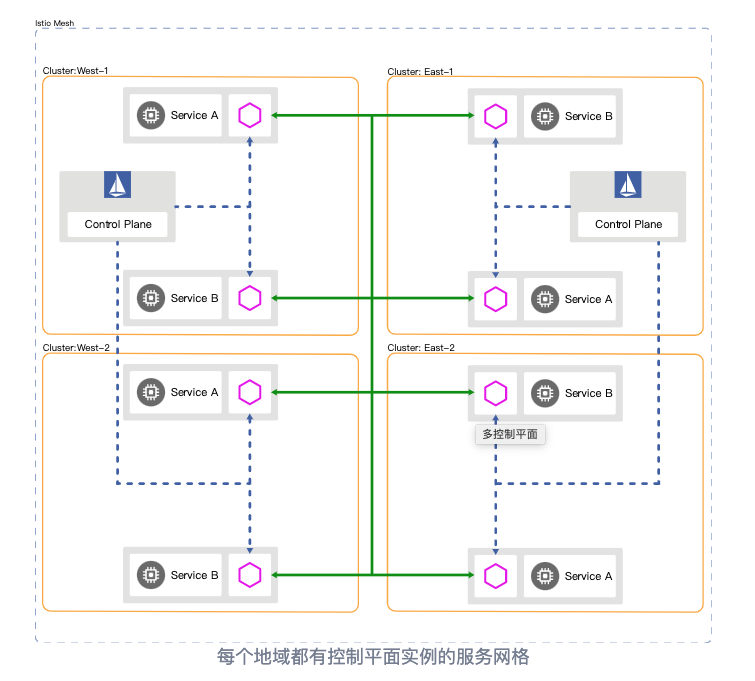 Istio Mesh
Cluster:West-1
Cluster: East-1
Service A
Service B
Control Plane
Control Plane
Service B
Service A
Cluster:West-2
Cluster: East-2
Service A
Service B
多控制平面
Service B
Service A
每个地域都有控制平面实例的服务网格